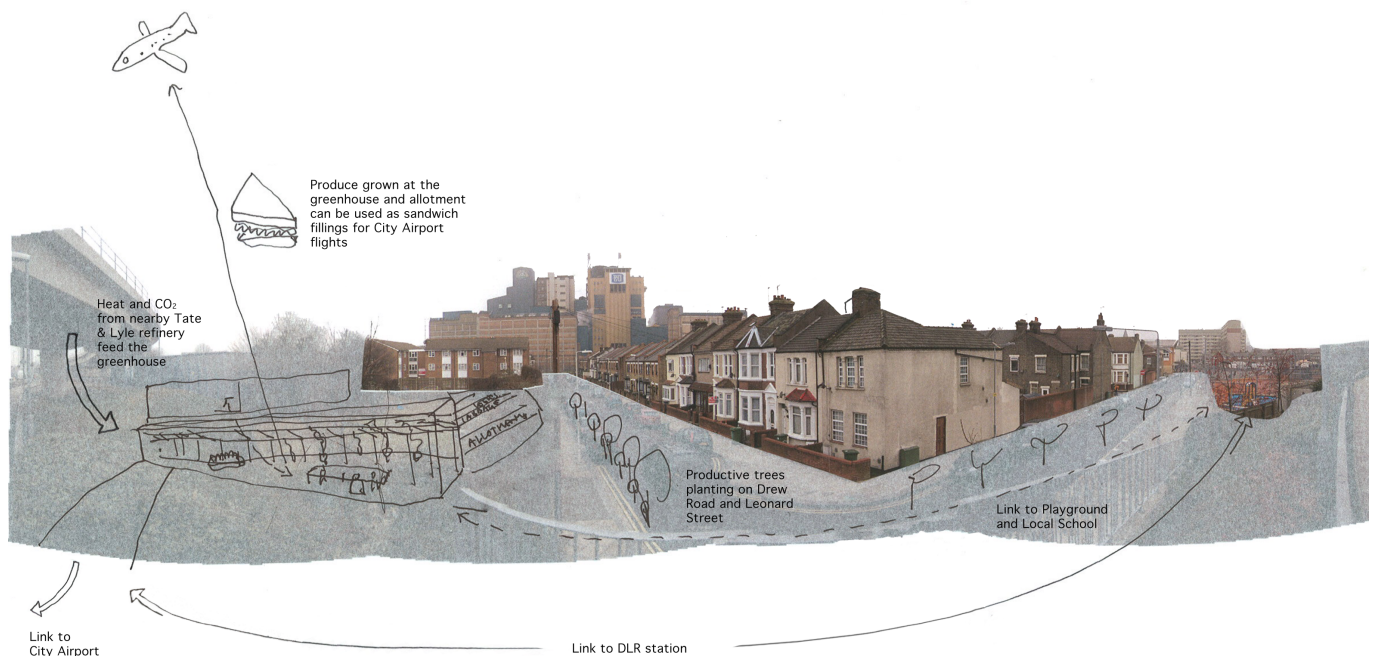 Produce grown at the
greenhouse and allotment
can be used as sandwich
fillings for City Airport
flights
Heat and CO₂
from nearby Tate
& Lyle refinery
feed the
greenhouse
ALLOTMENT
Productive trees
planting on Drew
Road and Leonard
Street
Link to Playground
and Local School
Link to
City Airport
Link to DLR station